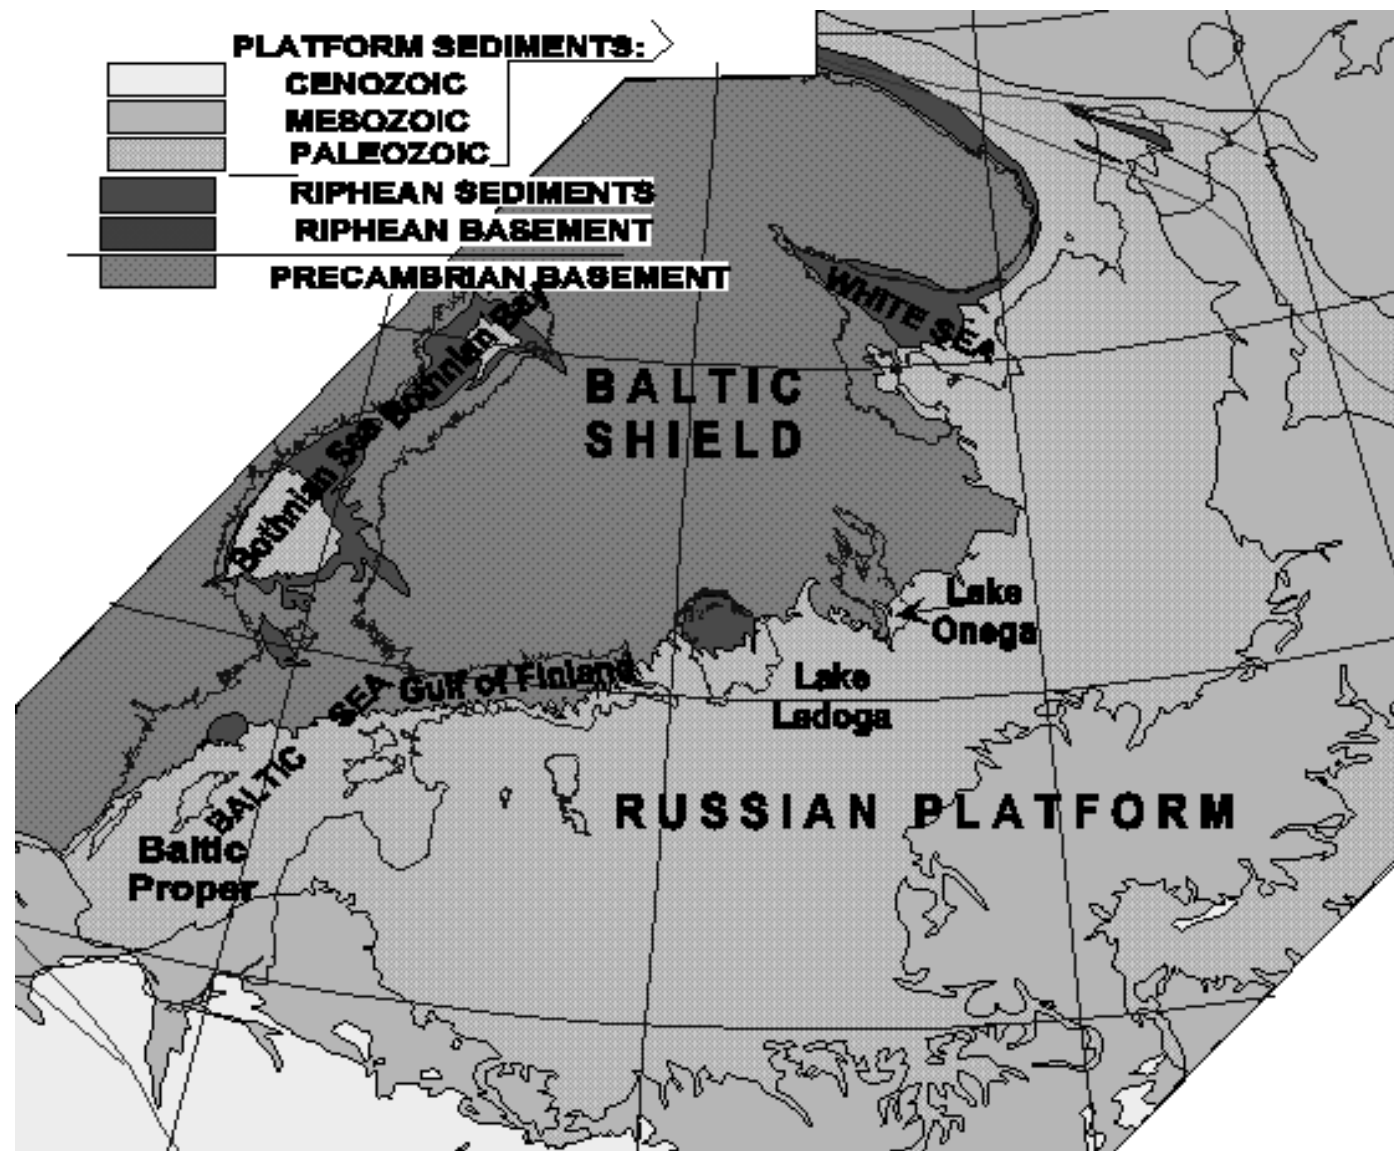 PLATFORM SEDIMENTS:
CENOZOIC
MESOZOIC
PALEOZOIC
RIPHEAN SEDIMENTS
RIPHEAN BASEMENT
PRECAMBRIAN BASEMENT
WHITE SEA
Bothnian Bay
BALTIC
SHIELD
Bothnian Sea
Lake
Onega
Gulf of Finland
Lake
Ladoga
BALTIC SEA
RUSSIAN PLATFORM
Baltic
Proper